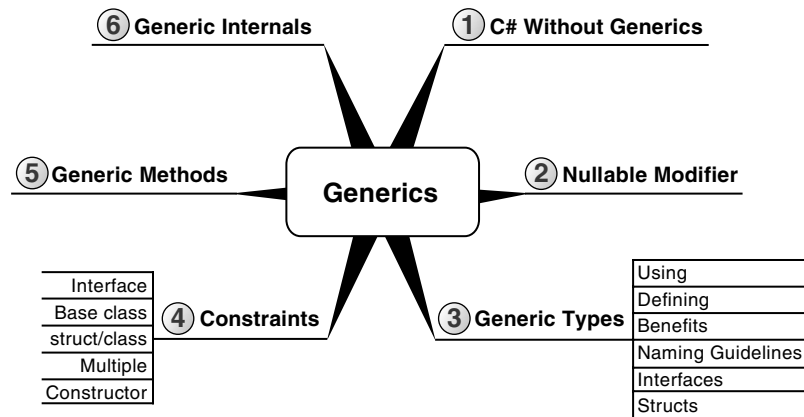 6 Generic Internals
1 C# Without Generics
5 Generic Methods
Generics
2 Nullable Modifier
Interface
Base class
struct/class
Multiple
Constructor
4 Constraints
3 Generic Types
Using
Defining
Benefits
Naming Guidelines
Interfaces
Structs